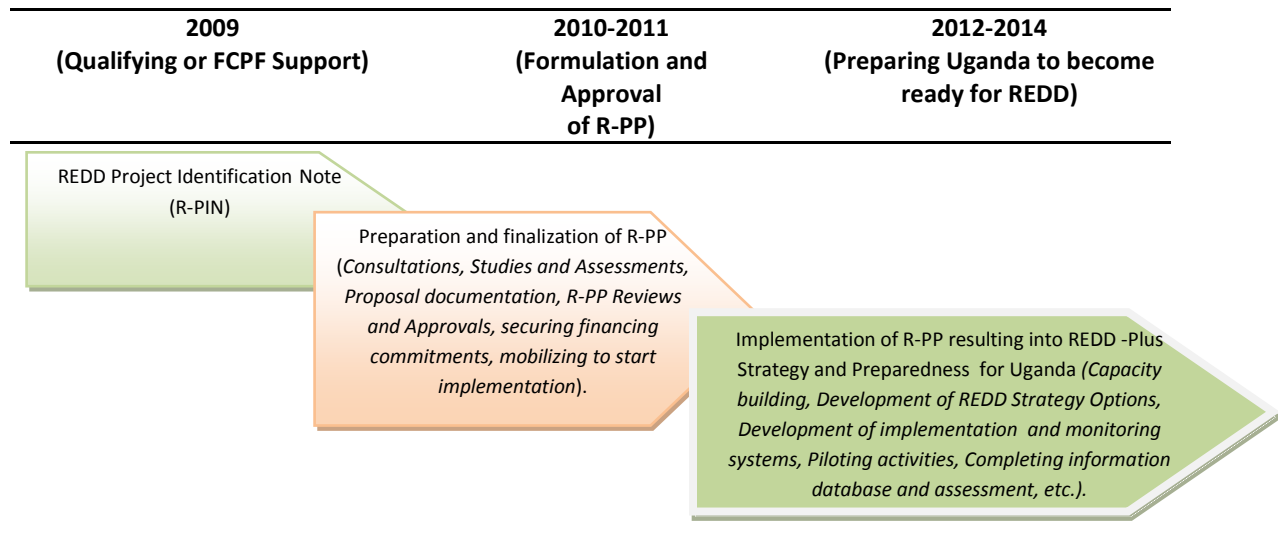 2009
(Qualifying or FCPF Support)
2010-2011
(Formulation and
Approval
of R-PP)
2012-2014
(Preparing Uganda to become
ready for REDD)
REDD Project Identification Note
(R-PIN)
Preparation and finalization of R-PP
(Consultations, Studies and Assessments,
Proposal documentation, R-PP Reviews
and Approvals, securing financing
commitments, mobilizing to start
implementation).
Implementation of R-PP resulting into REDD -Plus
Strategy and Preparedness for Uganda (Capacity
building, Development of REDD Strategy Options,
Development of implementation and monitoring
systems, Piloting activities, Completing information
database and assessment, etc.).